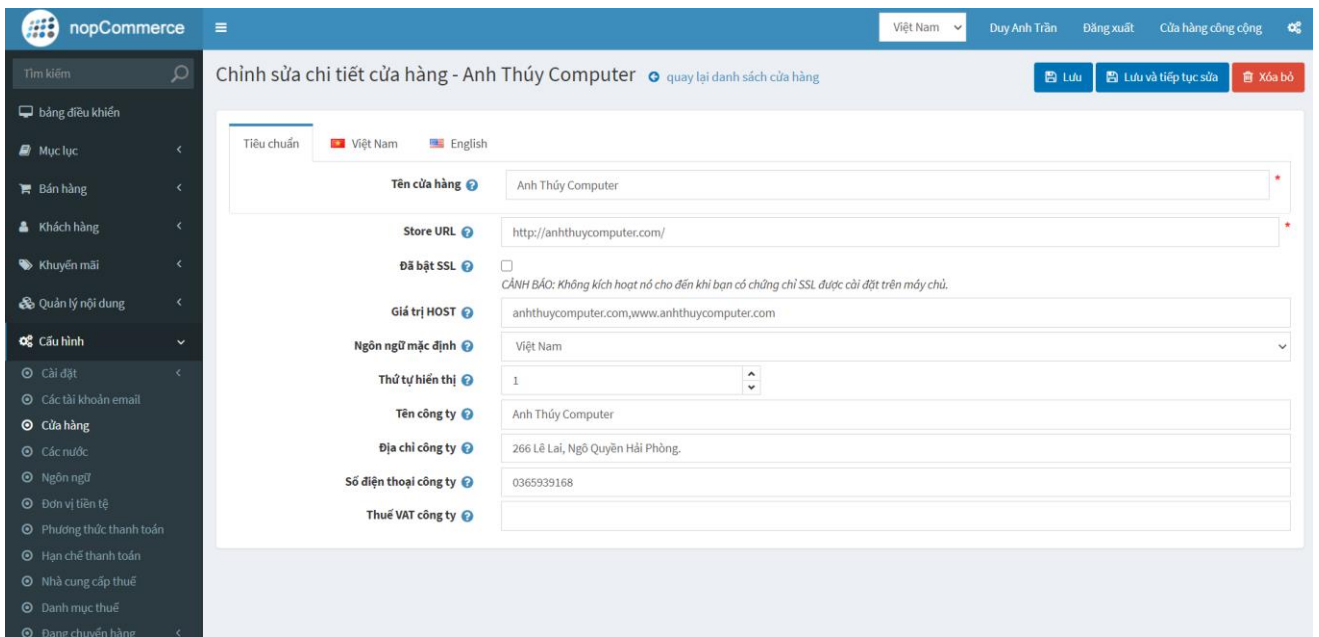 nopCommerce
Việt Nam
Duy Anh Trần
Đăng xuất
Cửa hàng công cộng
Tìm kiếm
Chỉnh sửa chi tiết cửa hàng - Anh Thúy Computer quay lại danh sách cửa hàng
Lưu
Lưu và tiếp tục sửa
Xóa bỏ
bảng điều khiển
Mục lục
Bán hàng
Khách hàng
Khuyến mãi
Quản lý nội dung
Cấu hình
Cài đặt
Các tài khoản email
Cửa hàng
Các nước
Ngôn ngữ
Đơn vị tiền tệ
Phương thức thanh toán
Hạn chế thanh toán
Nhà cung cấp thuế
Danh mục thuế
Đang chuyển hàng
Tiêu chuẩn
Việt Nam
English
Tên cửa hàng Anh Thúy Computer *
Store URL http://anhthuycomputer.com/ *
Đã bật SSL
CẢNH BÁO: Không kích hoạt nó cho đến khi bạn có chứng chỉ SSL được cài đặt trên máy chủ.
Giá trị HOST anhthuycomputer.com,www.anhthuycomputer.com
Ngôn ngữ mặc định Việt Nam
Thứ tự hiển thị 1
Tên công ty Anh Thúy Computer
Địa chỉ công ty 266 Lê Lai, Ngô Quyền Hải Phòng.
Số điện thoại công ty 0365939168
Thuế VAT công ty